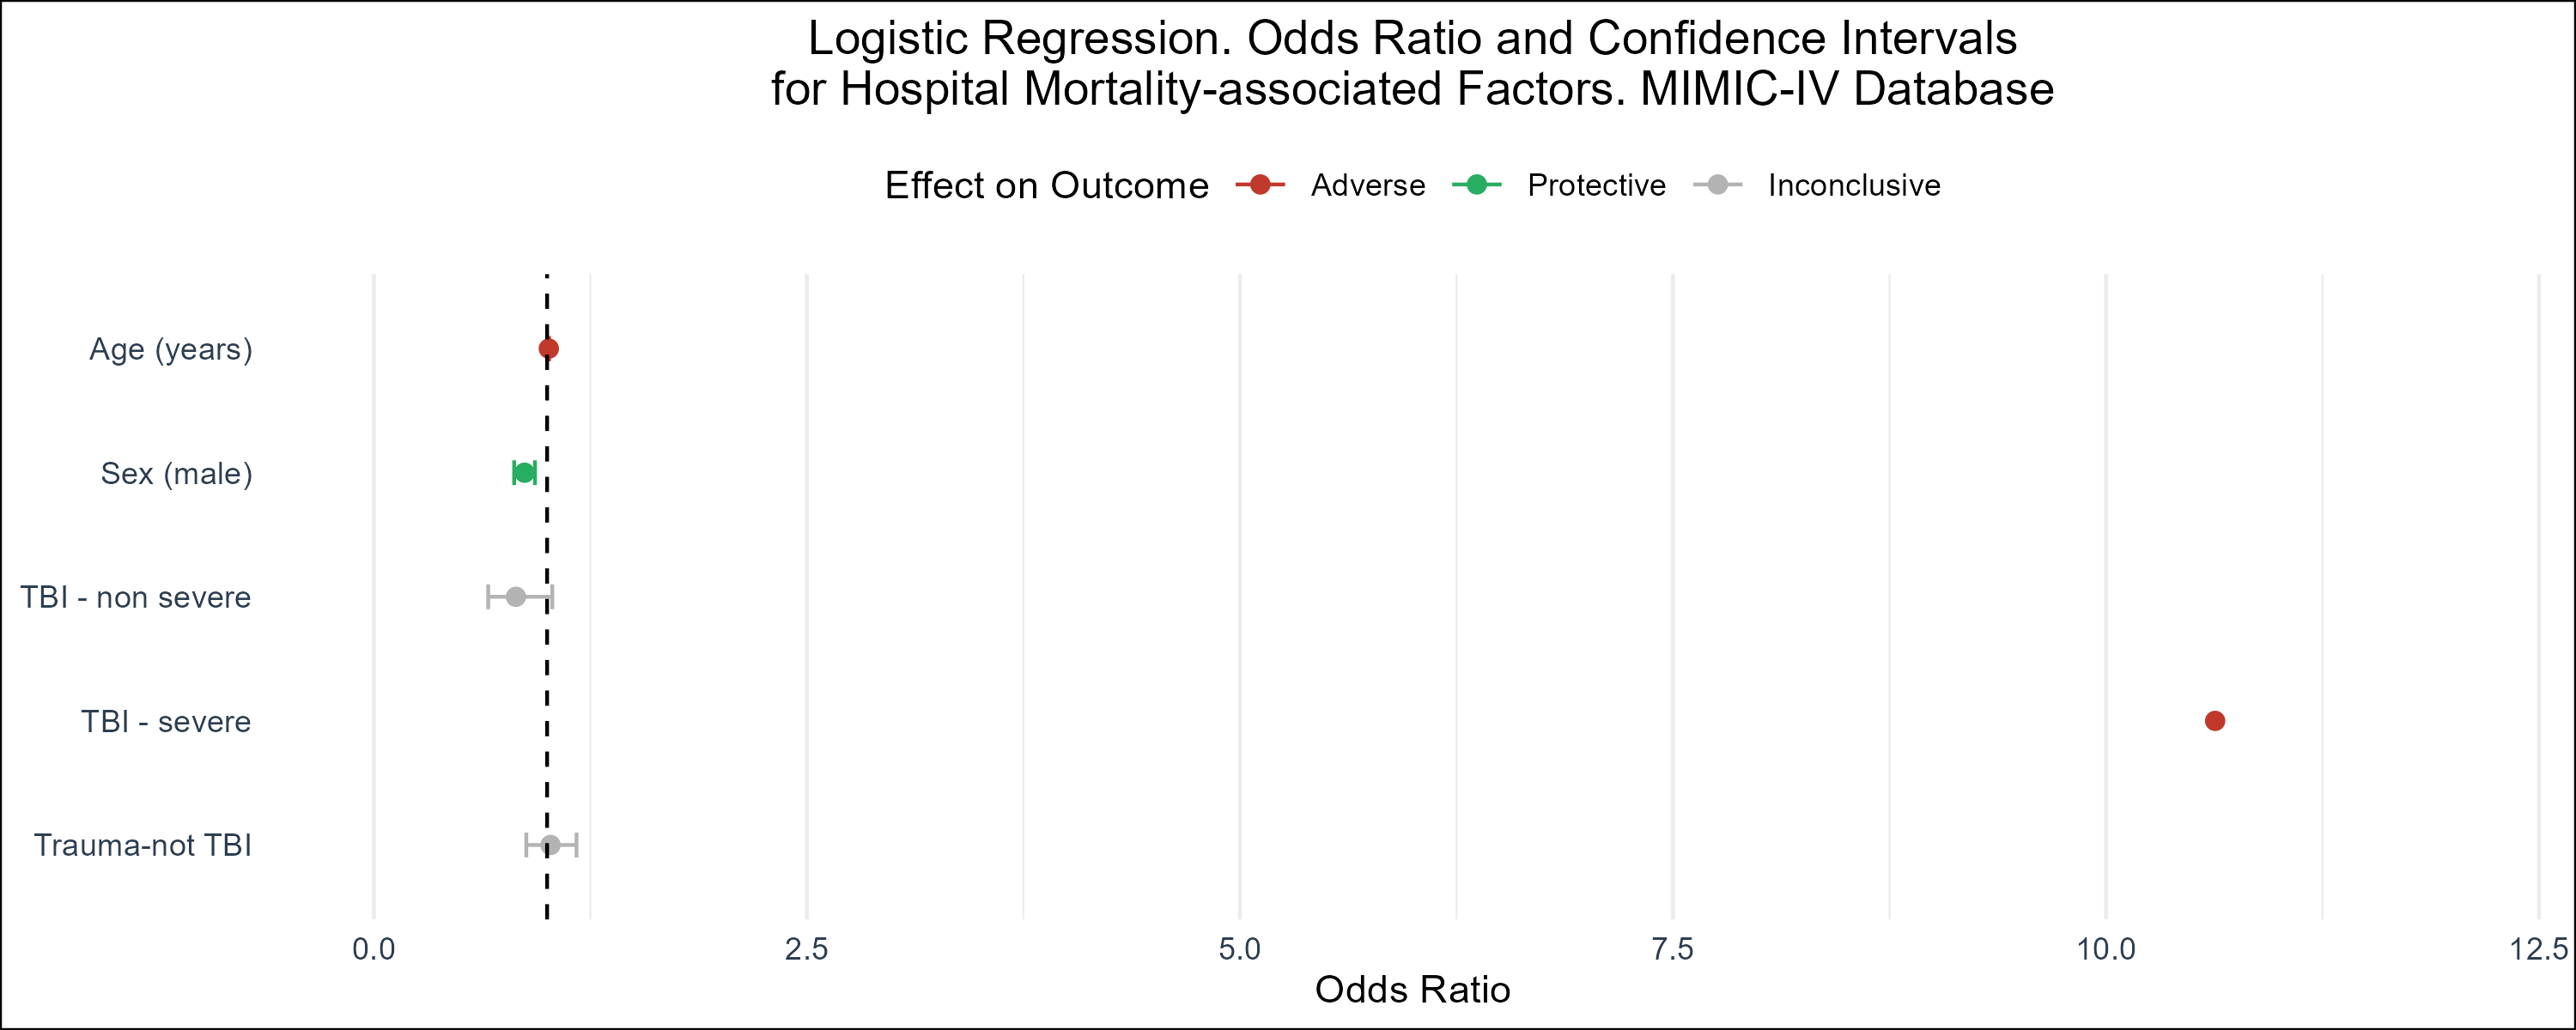 Logistic Regression. Odds Ratio and Confidence Intervals
for Hospital Mortality-associated Factors. MIMIC-IV Database
Effect on Outcome Adverse Protective Inconclusive
Age (years)
Sex (male)
TBI - non severe
TBI - severe
Trauma-not TBI
0.0 2.5 5.0 7.5 10.0 12.5
Odds Ratio